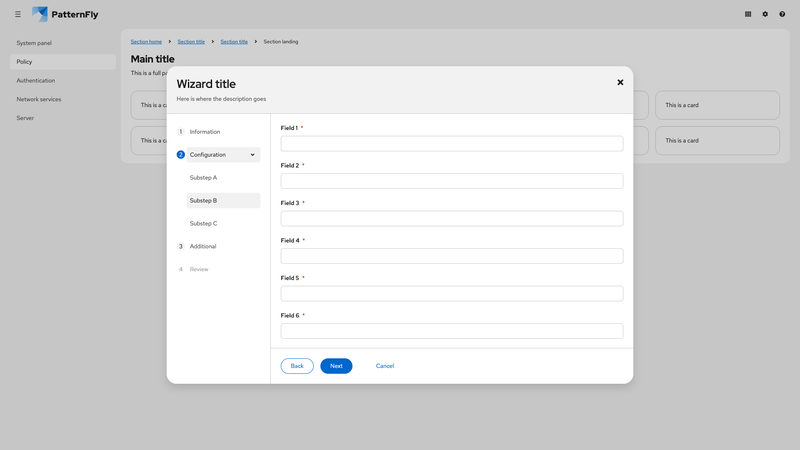 PatternFly
System panel
Policy
Authentication
Network services
Server
Section home
Section title
Section title
Section landing
Main title
This is a full pa
This is a ca
This is a card
This is a ca
This is a card
Wizard title
Here is where the description goes
1 Information
2 Configuration
Substep A
Substep B
Substep C
3 Additional
4 Review
Field 1 *
Field 2 *
Field 3 *
Field 4 *
Field 5 *
Field 6 *
Back
Next
Cancel